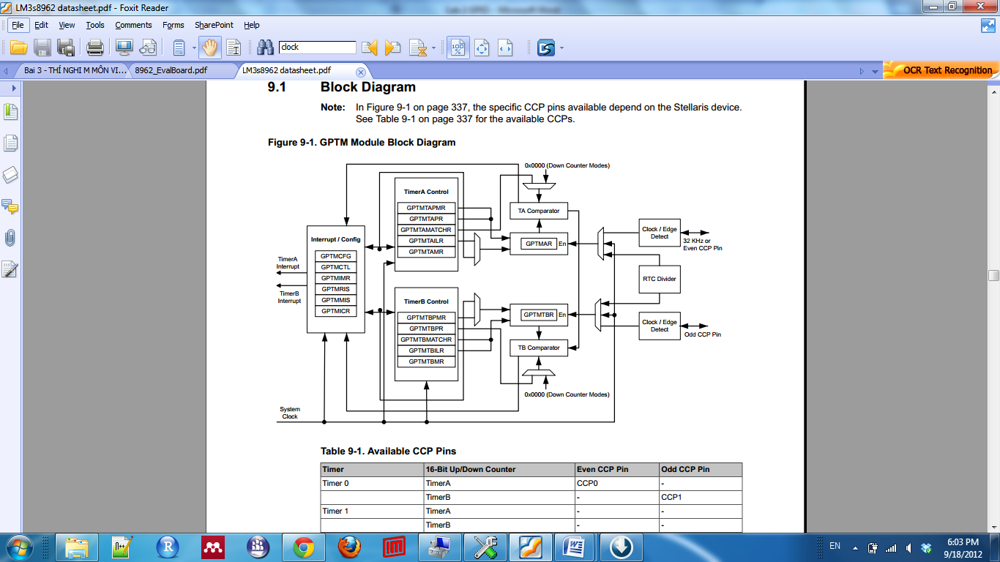 LM3s8962 datasheet.pdf - Foxit Reader
File Edit View Tools Comments Forms SharePoint Help
clock
Bai 3 - THÍ NGHI M MÔN VI... 8962_EvalBoard.pdf LM3s8962 datasheet.pdf
OCR Text Recognition
9.1 Block Diagram
Note: In Figure 9-1 on page 337, the specific CCP pins available depend on the Stellaris device.
See Table 9-1 on page 337 for the available CCPs.
Figure 9-1. GPTM Module Block Diagram
0x0000 (Down Counter Modes)
TimerA Control
GPTMTAPMR
GPTMTAPR
GPTMTAMATCHR
GPTMTAILR
GPTMTAMR
TA Comparator
GPTMAR En
Clock / Edge
Detect
32 KHz or
Even CCP Pin
Interrupt / Config
GPTMCFG
GPTMCTL
GPTMIMR
GPTMRIS
GPTMMIS
GPTMICR
TimerA
Interrupt
TimerB
Interrupt
RTC Divider
TimerB Control
GPTMTBPMR
GPTMTBPR
GPTMTBMATCHR
GPTMTBILR
GPTMTBMR
GPTMTBR En
TB Comparator
Clock / Edge
Detect
Odd CCP Pin
0x0000 (Down Counter Modes)
System
Clock
Table 9-1. Available CCP Pins
Timer 16-Bit Up/Down Counter Even CCP Pin Odd CCP Pin
Timer 0 TimerA CCP0 -
TimerB - CCP1
Timer 1 TimerA - -
TimerB - -
EN
6:03 PM
9/18/2012